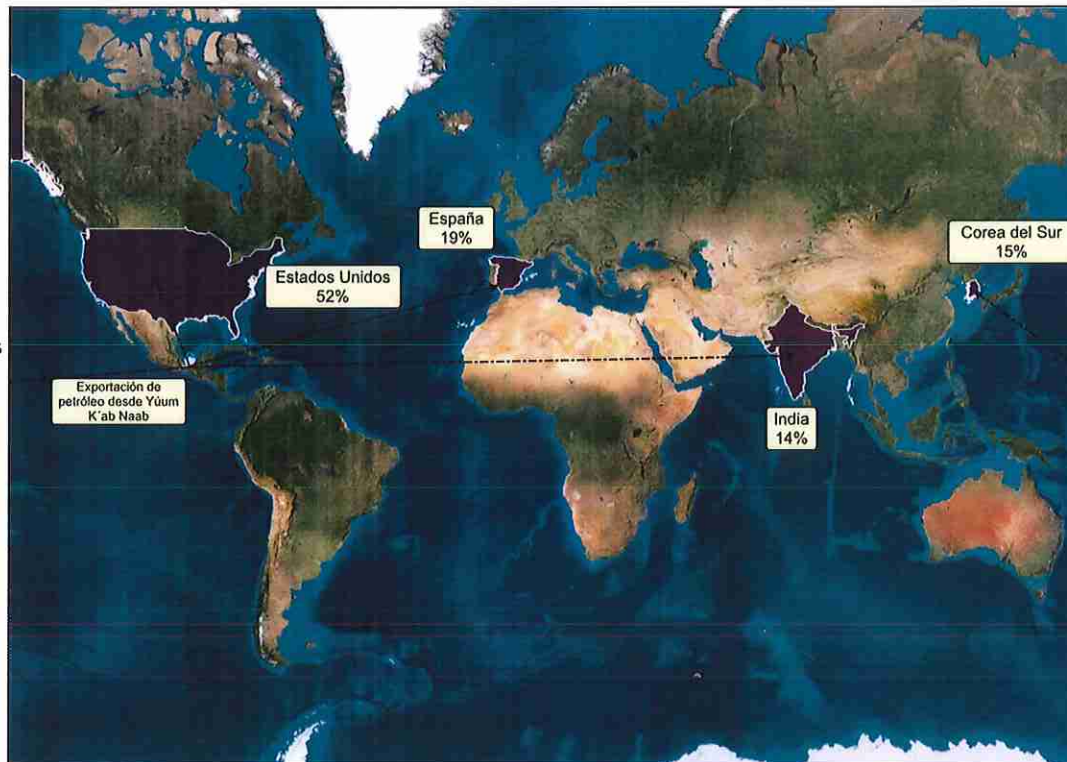 España
19%
Corea del Sur
15%
Estados Unidos
52%
Exportación de
petróleo desde Yúum
K´ab Naab
India
14%